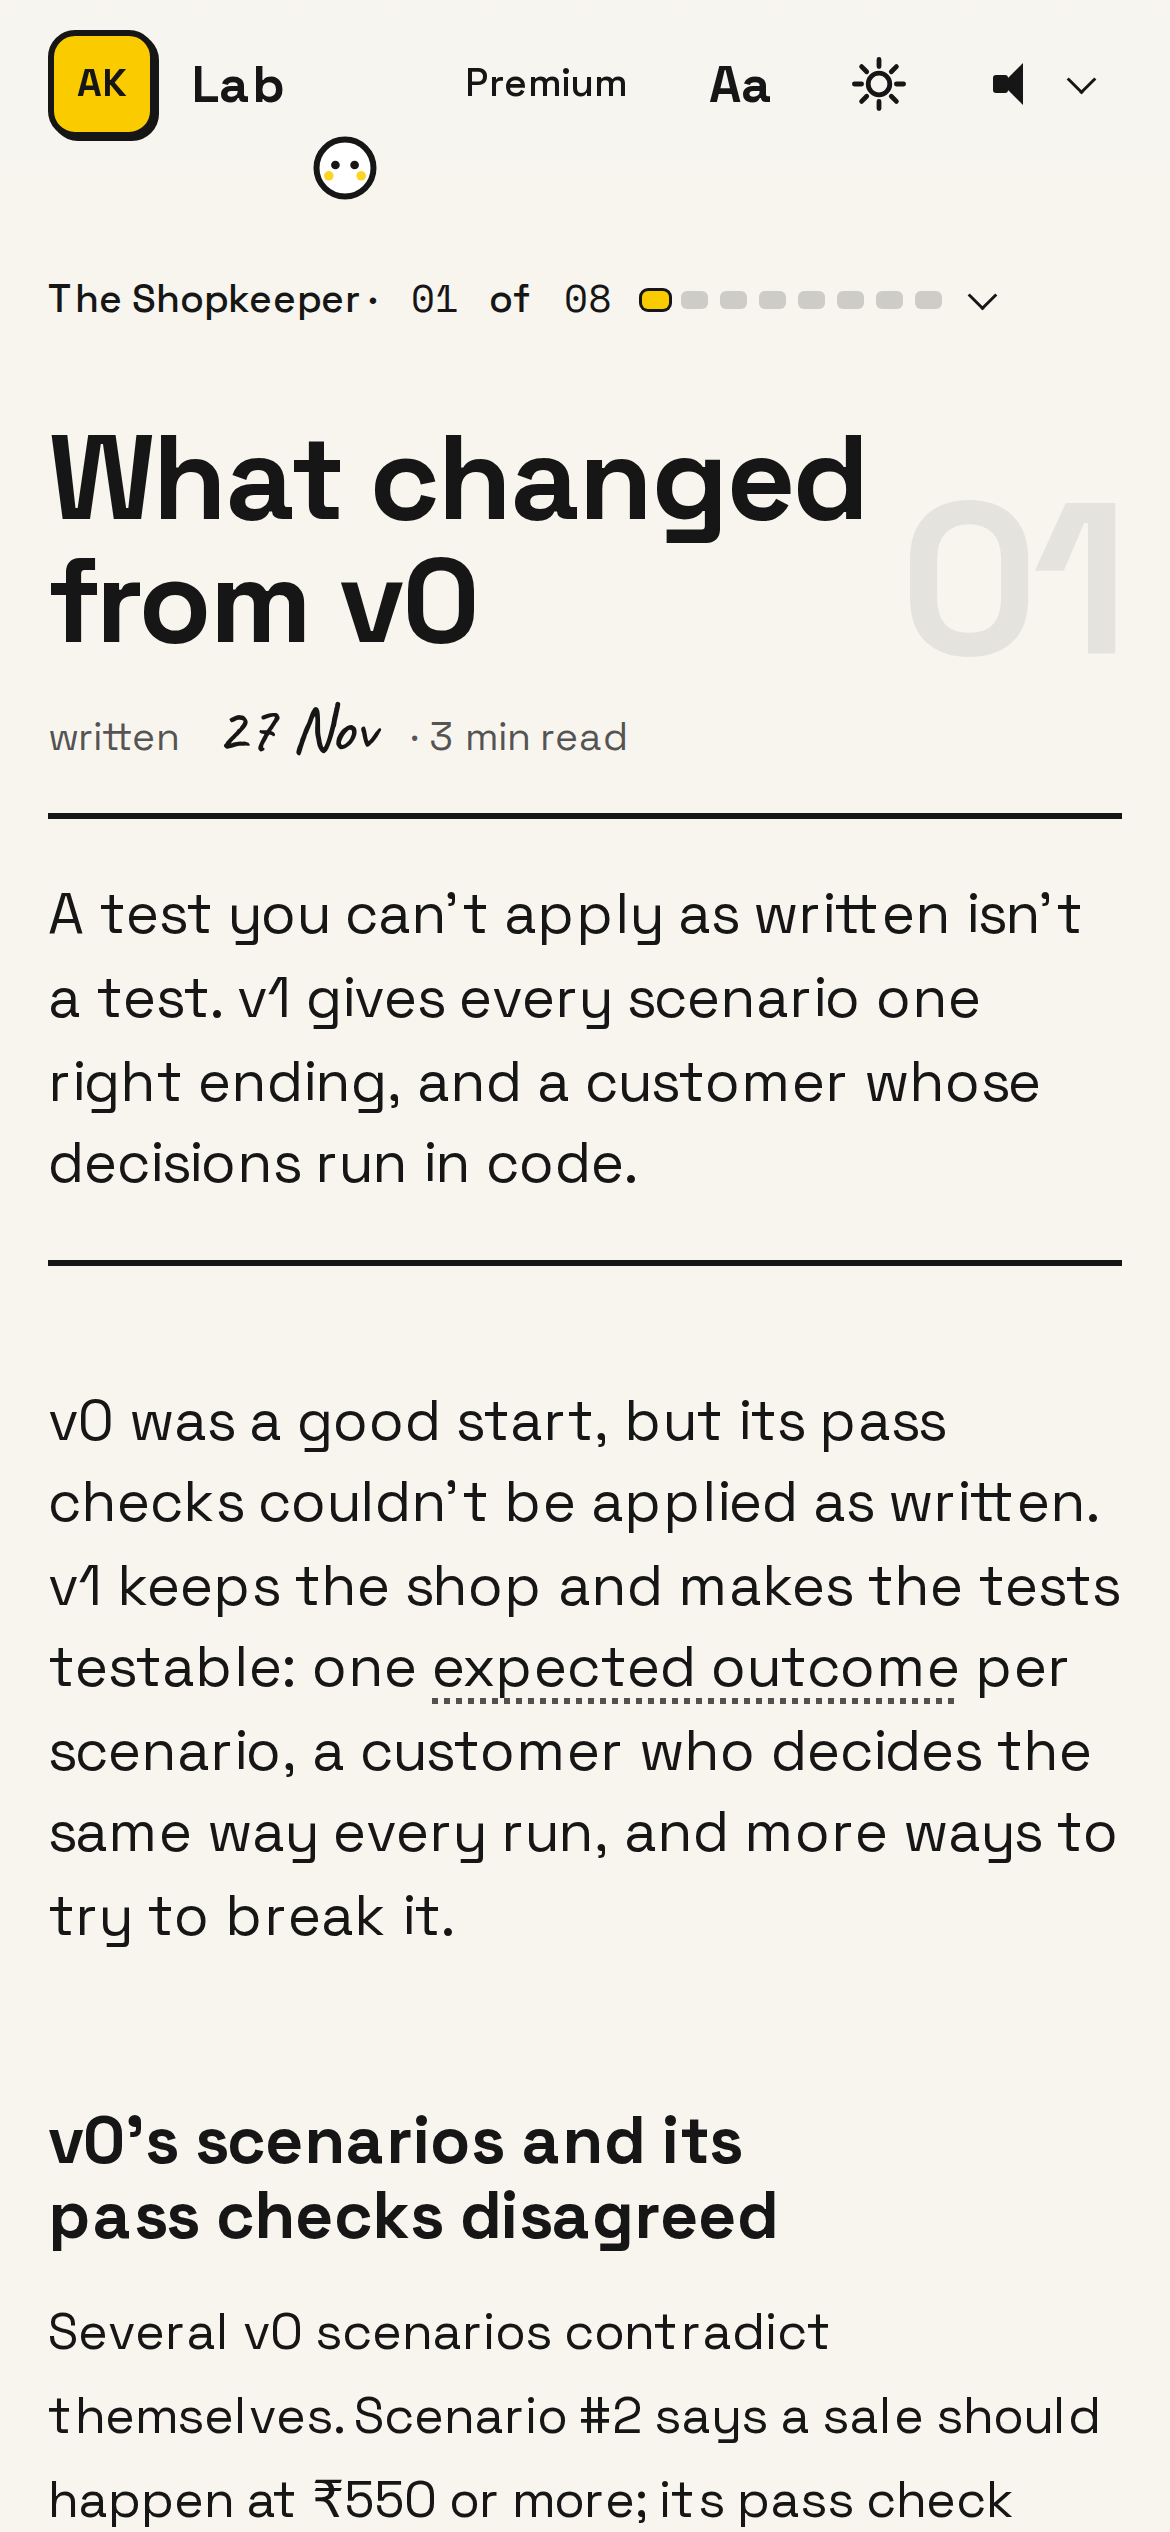 AK Lab Premium Aa
The Shopkeeper · 01 of 08
What changed
from v0
01
written 27 Nov · 3 min read
A test you can’t apply as written isn’t
a test. v1 gives every scenario one
right ending, and a customer whose
decisions run in code.
v0 was a good start, but its pass
checks couldn’t be applied as written.
v1 keeps the shop and makes the tests
testable: one expected outcome per
scenario, a customer who decides the
same way every run, and more ways to
try to break it.
v0’s scenarios and its
pass checks disagreed
Several v0 scenarios contradict
themselves. Scenario #2 says a sale should
happen at ₹550 or more; its pass check